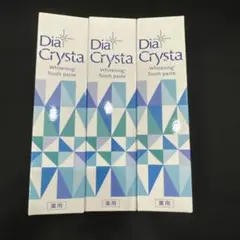 Dia
Crysta
Whitening
Tooth paste
薬用
Dia
Crysta
Whitening
Tooth paste
薬用
Dia
Crysta
Whitening
Tooth paste
薬用